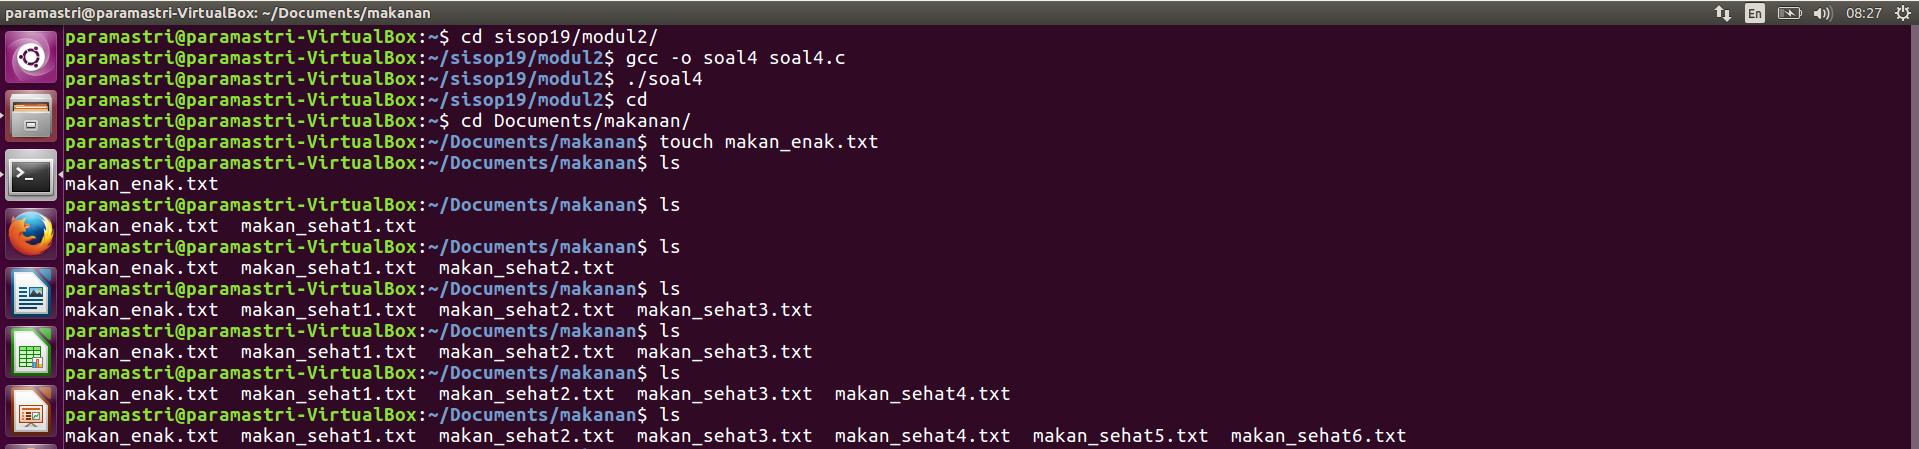 paramastri@paramastri-VirtualBox: ~/Documents/makanan En 08:27
paramastri@paramastri-VirtualBox:~$ cd sisop19/modul2/
paramastri@paramastri-VirtualBox:~/sisop19/modul2$ gcc -o soal4 soal4.c
paramastri@paramastri-VirtualBox:~/sisop19/modul2$ ./soal4
paramastri@paramastri-VirtualBox:~/sisop19/modul2$ cd
paramastri@paramastri-VirtualBox:~$ cd Documents/makanan/
paramastri@paramastri-VirtualBox:~/Documents/makanan$ touch makan_enak.txt
paramastri@paramastri-VirtualBox:~/Documents/makanan$ ls
makan_enak.txt
paramastri@paramastri-VirtualBox:~/Documents/makanan$ ls
makan_enak.txt  makan_sehat1.txt
paramastri@paramastri-VirtualBox:~/Documents/makanan$ ls
makan_enak.txt  makan_sehat1.txt  makan_sehat2.txt
paramastri@paramastri-VirtualBox:~/Documents/makanan$ ls
makan_enak.txt  makan_sehat1.txt  makan_sehat2.txt  makan_sehat3.txt
paramastri@paramastri-VirtualBox:~/Documents/makanan$ ls
makan_enak.txt  makan_sehat1.txt  makan_sehat2.txt  makan_sehat3.txt
paramastri@paramastri-VirtualBox:~/Documents/makanan$ ls
makan_enak.txt  makan_sehat1.txt  makan_sehat2.txt  makan_sehat3.txt  makan_sehat4.txt
paramastri@paramastri-VirtualBox:~/Documents/makanan$ ls
makan_enak.txt  makan_sehat1.txt  makan_sehat2.txt  makan_sehat3.txt  makan_sehat4.txt  makan_sehat5.txt  makan_sehat6.txt